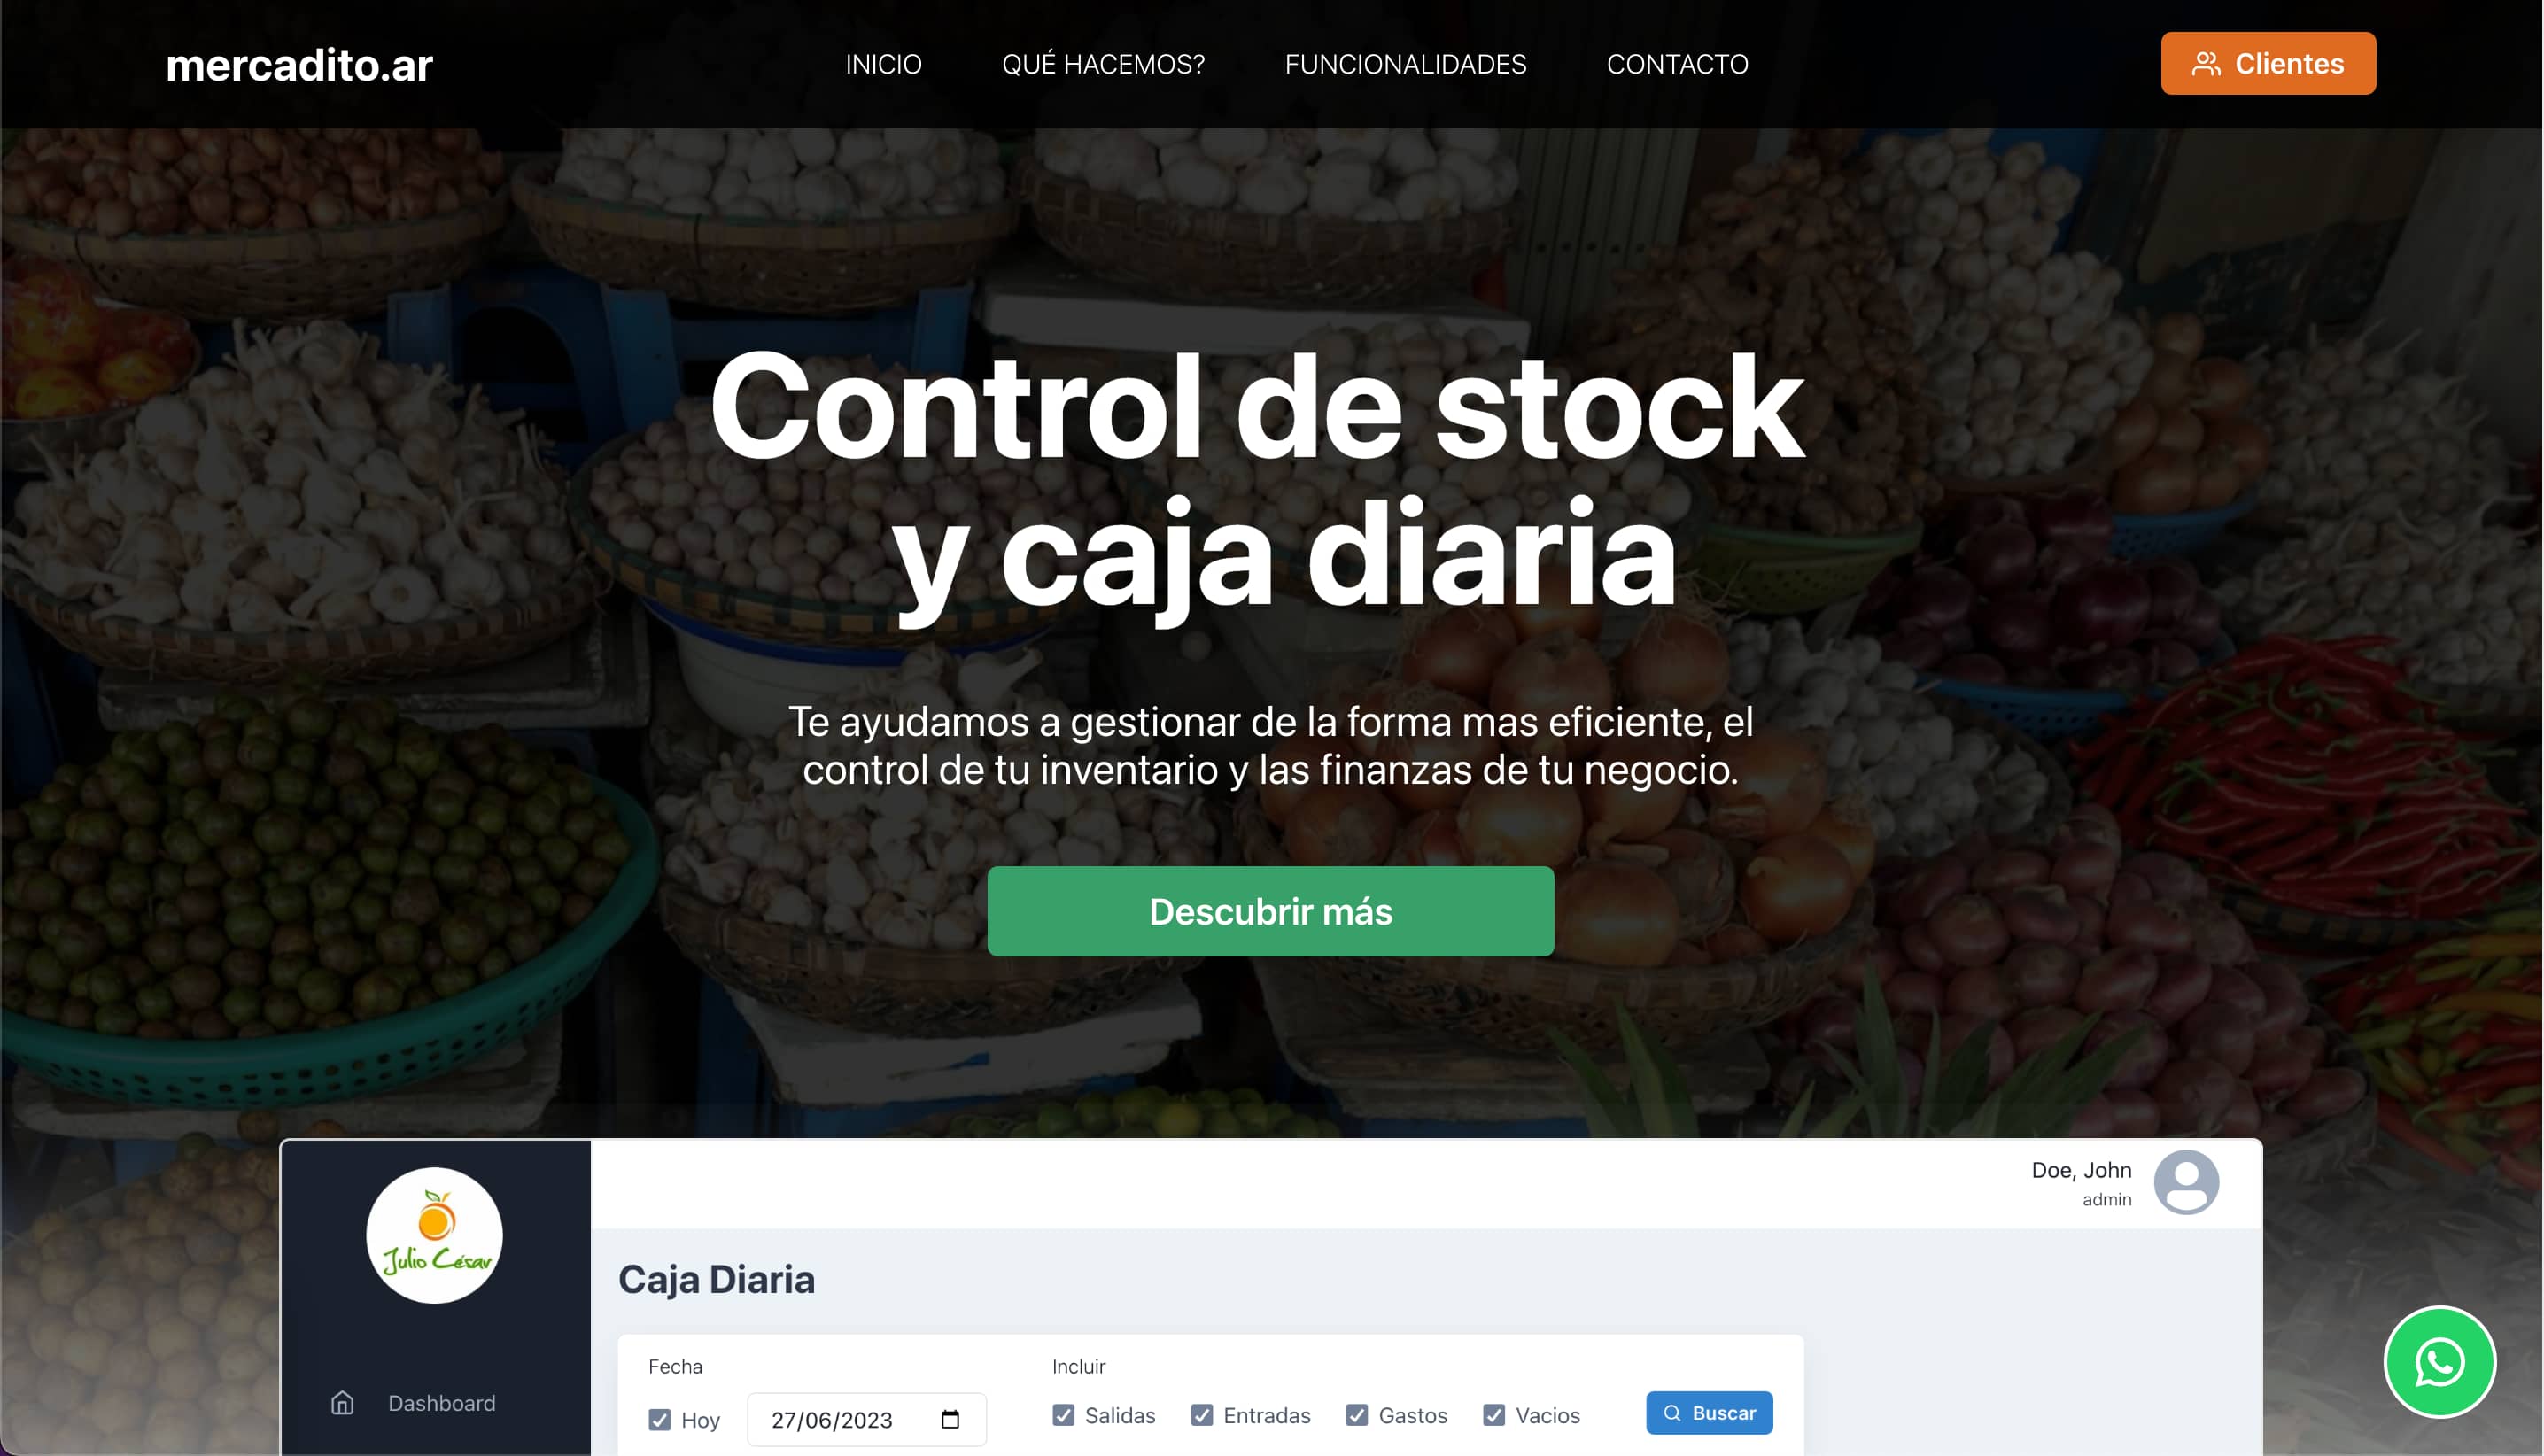 mercadito.ar
INICIO
QUÉ HACEMOS?
FUNCIONALIDADES
CONTACTO
Clientes
Control de stock
y caja diaria
Te ayudamos a gestionar de la forma mas eficiente, el
control de tu inventario y las finanzas de tu negocio.
Descubrir más
Julio César
Doe, John
admin
Caja Diaria
Dashboard
Fecha
Hoy
27/06/2023
Incluir
Salidas
Entradas
Gastos
Vacios
Buscar